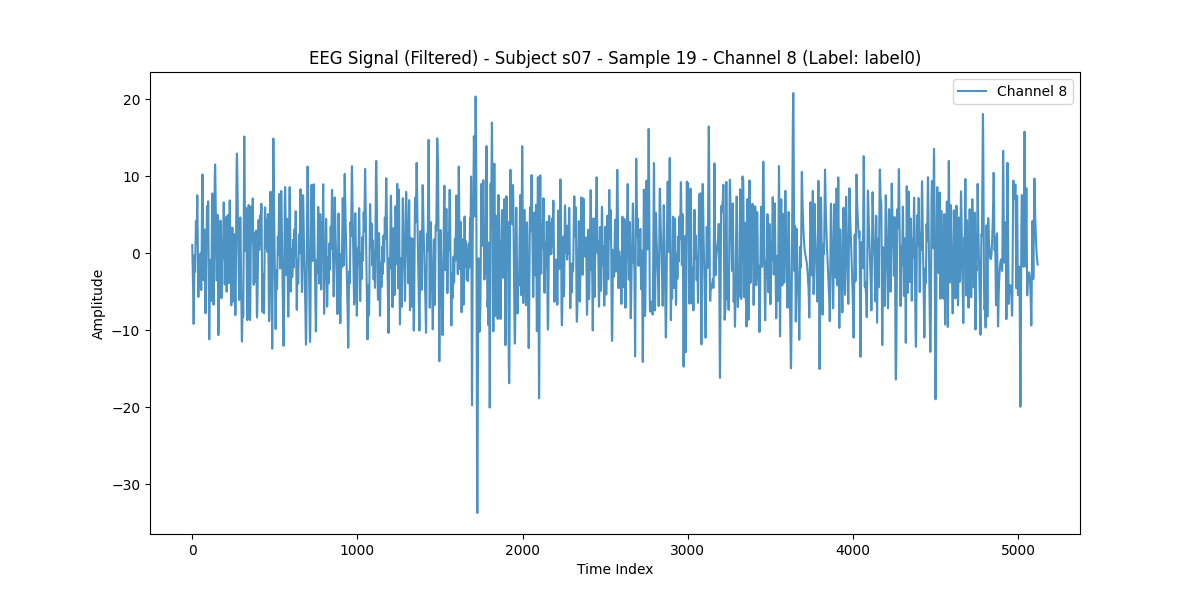 EEG Signal (Filtered) - Subject s07 - Sample 19 - Channel 8 (Label: label0)
Channel 8
20
10
0
−10
−20
−30
Amplitude
0 1000 2000 3000 4000 5000
Time Index